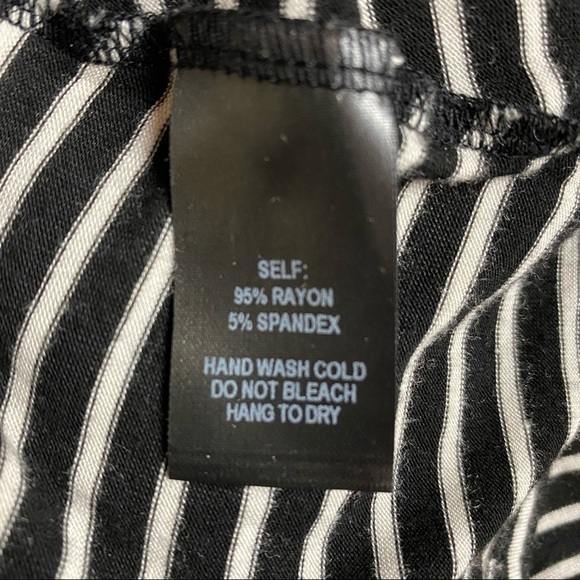 SELF:
95% RAYON
5% SPANDEX
HAND WASH COLD
DO NOT BLEACH
HANG TO DRY